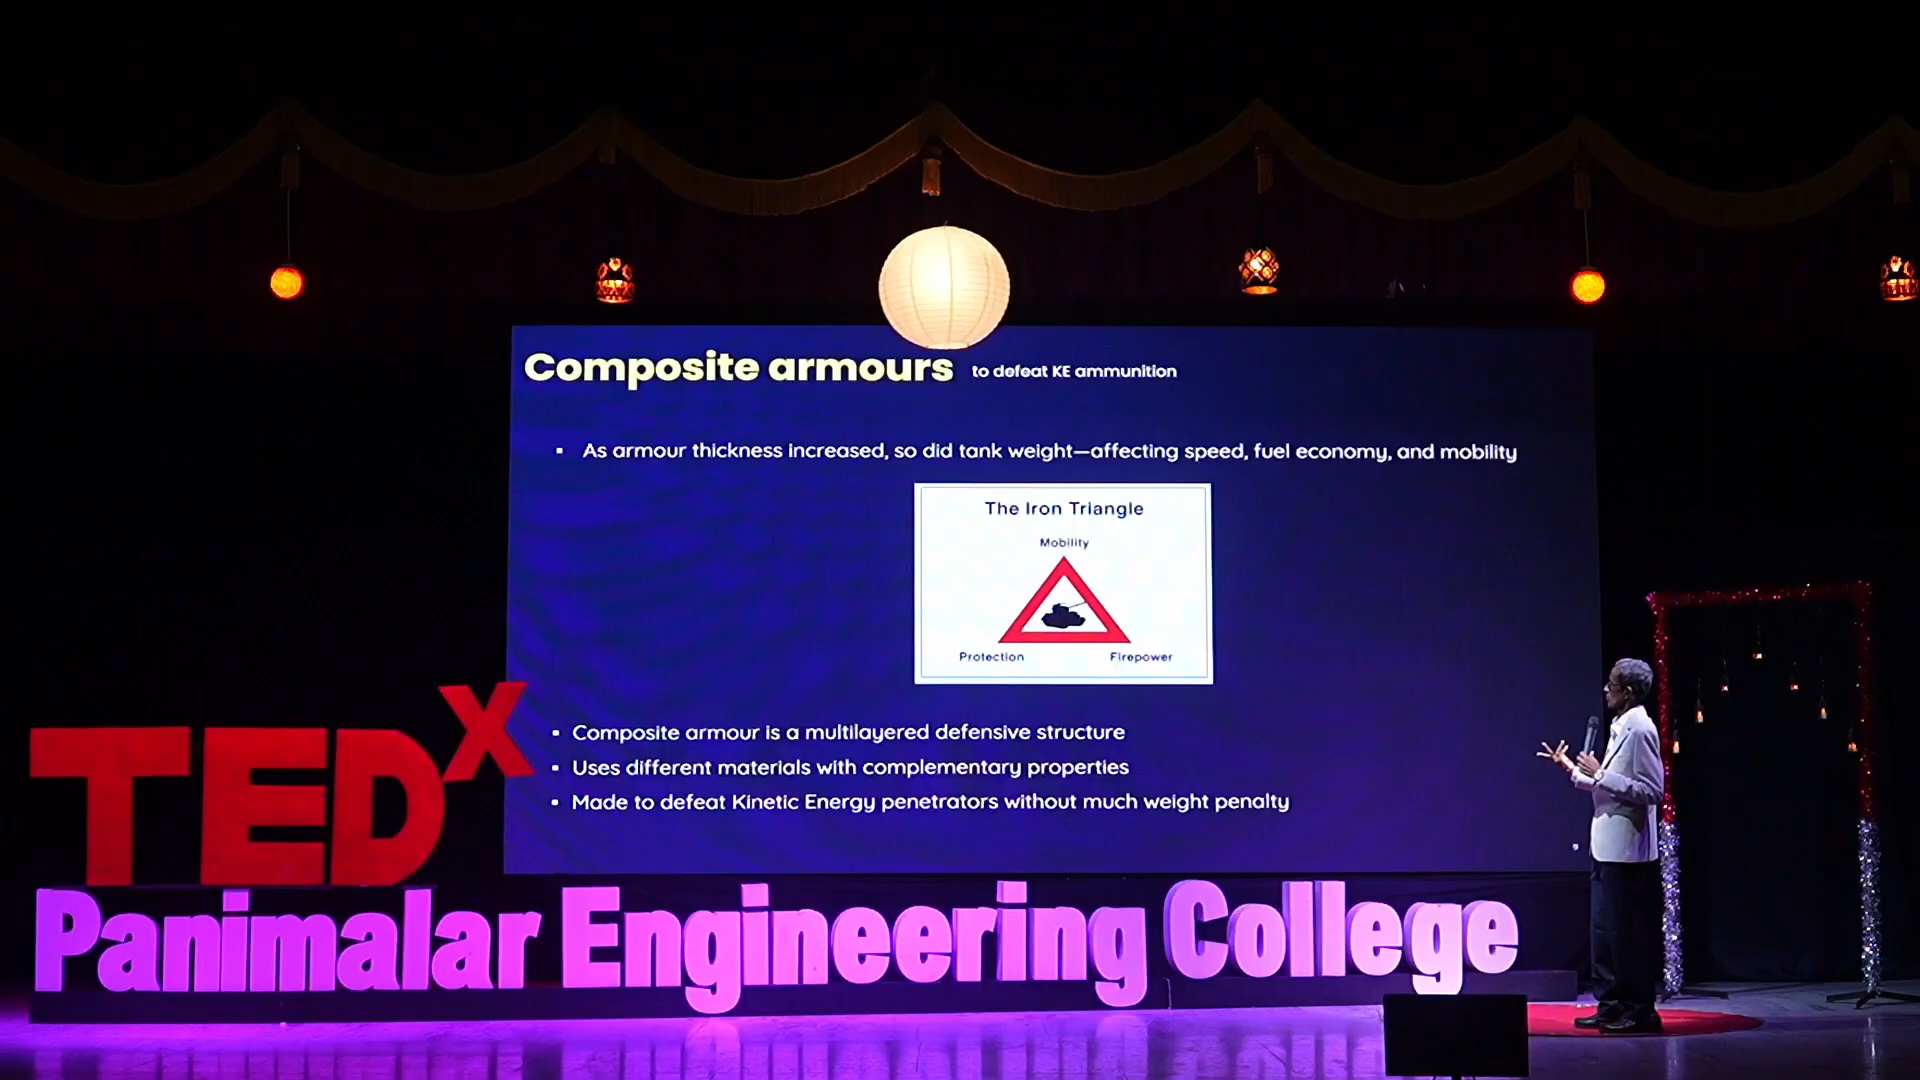 Composite armours to defeat KE ammunition
▪ As armour thickness increased, so did tank weight—affecting speed, fuel economy, and mobility
The Iron Triangle
Mobility
Protection Firepower
▪ Composite armour is a multilayered defensive structure
▪ Uses different materials with complementary properties
▪ Made to defeat Kinetic Energy penetrators without much weight penalty
TEDx
Panimalar Engineering College